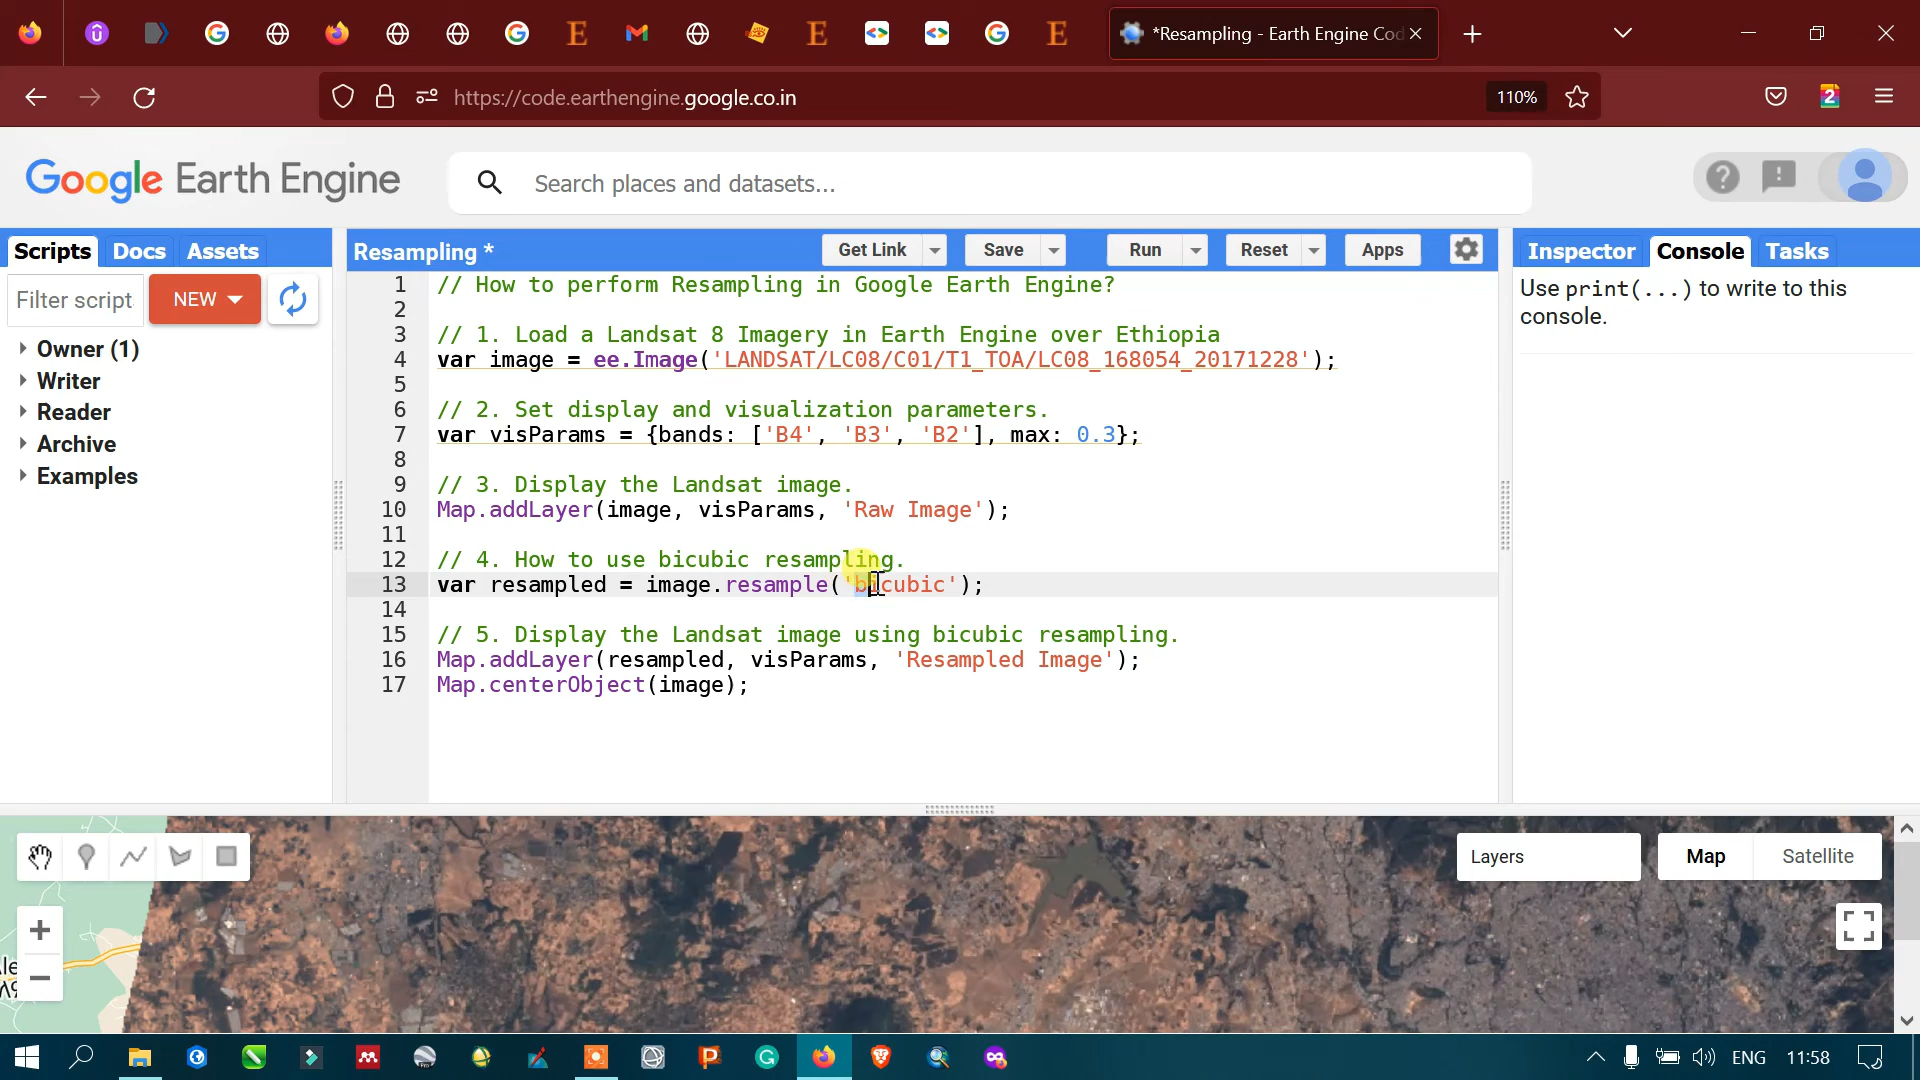 *Resampling - Earth Engine Cod
https://code.earthengine.google.co.in
110%
2
Google Earth Engine
Search places and datasets...
Scripts Docs Assets
Resampling *
Get Link
Save
Run
Reset
Apps
Inspector Console Tasks
Filter script
NEW
Owner (1)
Writer
Reader
Archive
Examples
1 // How to perform Resampling in Google Earth Engine?
2
3 // 1. Load a Landsat 8 Imagery in Earth Engine over Ethiopia
4 var image = ee.Image('LANDSAT/LC08/C01/T1_TOA/LC08_168054_20171228');
5
6 // 2. Set display and visualization parameters.
7 var visParams = {bands: ['B4', 'B3', 'B2'], max: 0.3};
8
9 // 3. Display the Landsat image.
10 Map.addLayer(image, visParams, 'Raw Image');
11
12 // 4. How to use bicubic resampling.
13 var resampled = image.resample('bicubic');
14
15 // 5. Display the Landsat image using bicubic resampling.
16 Map.addLayer(resampled, visParams, 'Resampled Image');
17 Map.centerObject(image);
Use print(...) to write to this
console.
Layers
Map
Satellite
ENG
11:58